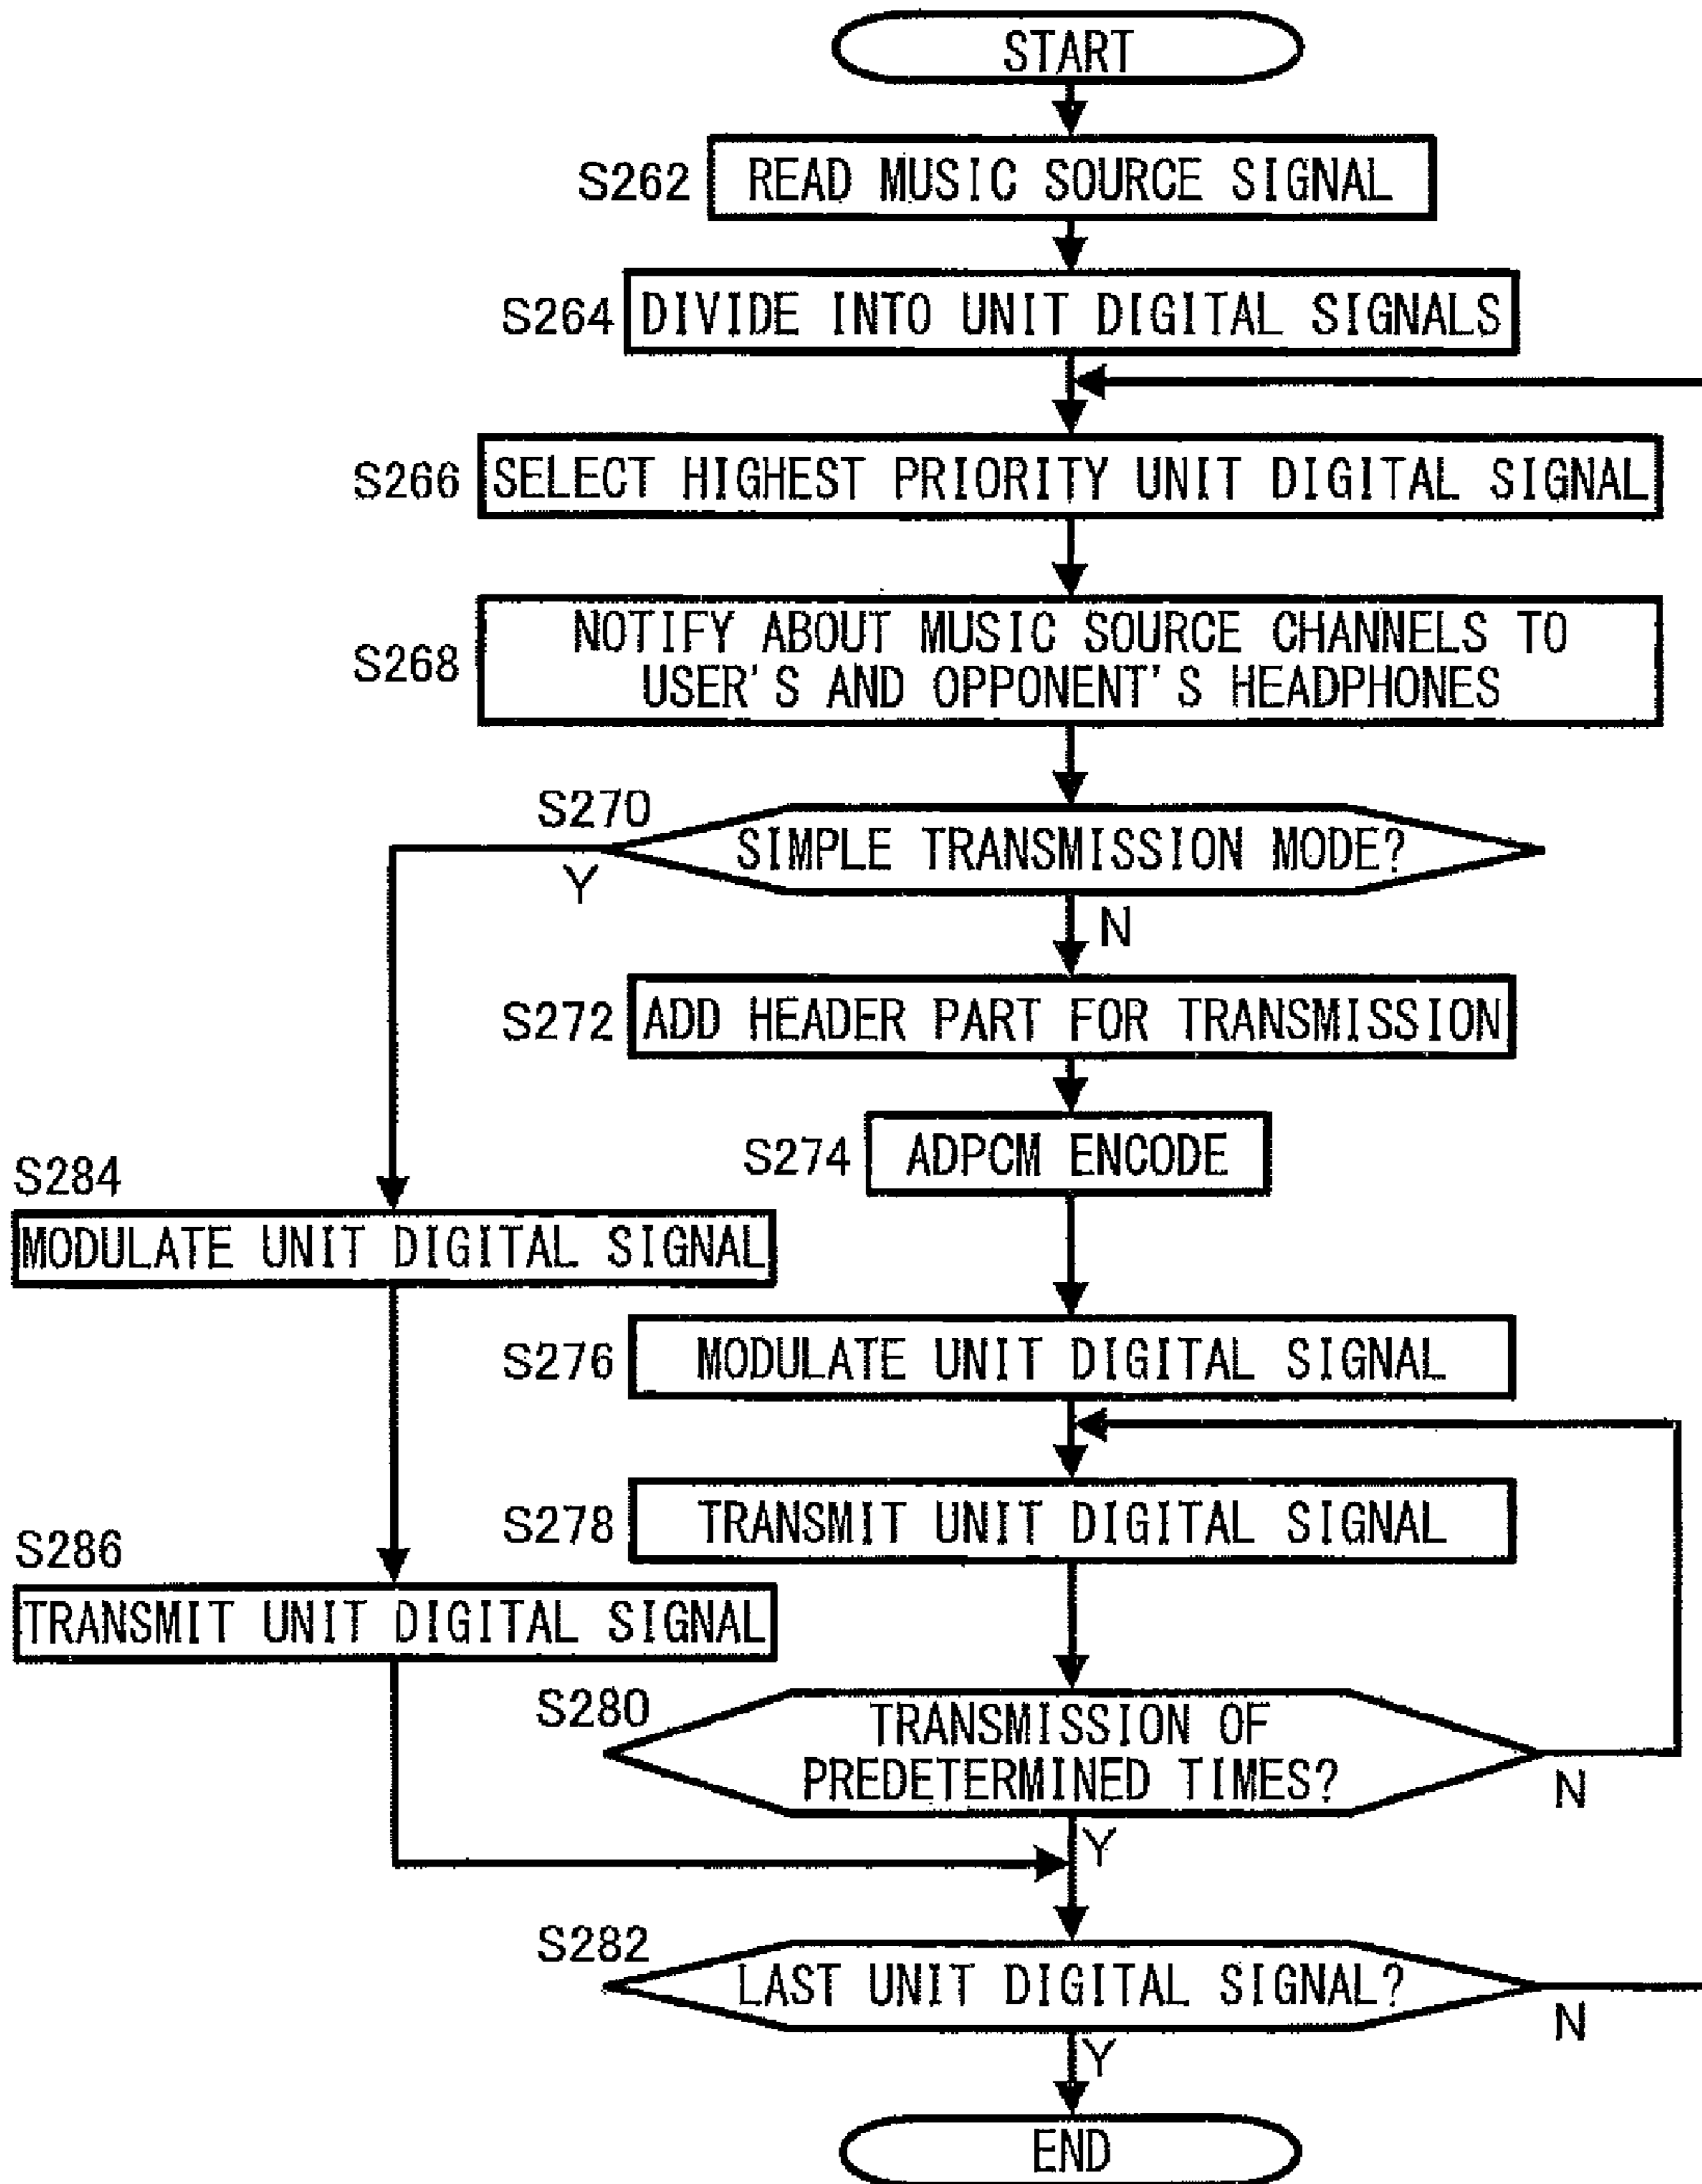 START
S262
READ MUSIC SOURCE SIGNAL
S264
DIVIDE INTO UNIT DIGITAL SIGNALS
S266
SELECT HIGHEST PRIORITY UNIT DIGITAL SIGNAL
S268
NOTIFY ABOUT MUSIC SOURCE CHANNELS TO
USER'S AND OPPONENT'S HEADPHONES
S270
SIMPLE TRANSMISSION MODE?
Y
N
S272
ADD HEADER PART FOR TRANSMISSION
S274
ADPCM ENCODE
S284
MODULATE UNIT DIGITAL SIGNAL
S276
MODULATE UNIT DIGITAL SIGNAL
S278
TRANSMIT UNIT DIGITAL SIGNAL
S286
TRANSMIT UNIT DIGITAL SIGNAL
S280
TRANSMISSION OF
PREDETERMINED TIMES?
N
Y
S282
LAST UNIT DIGITAL SIGNAL?
N
Y
END